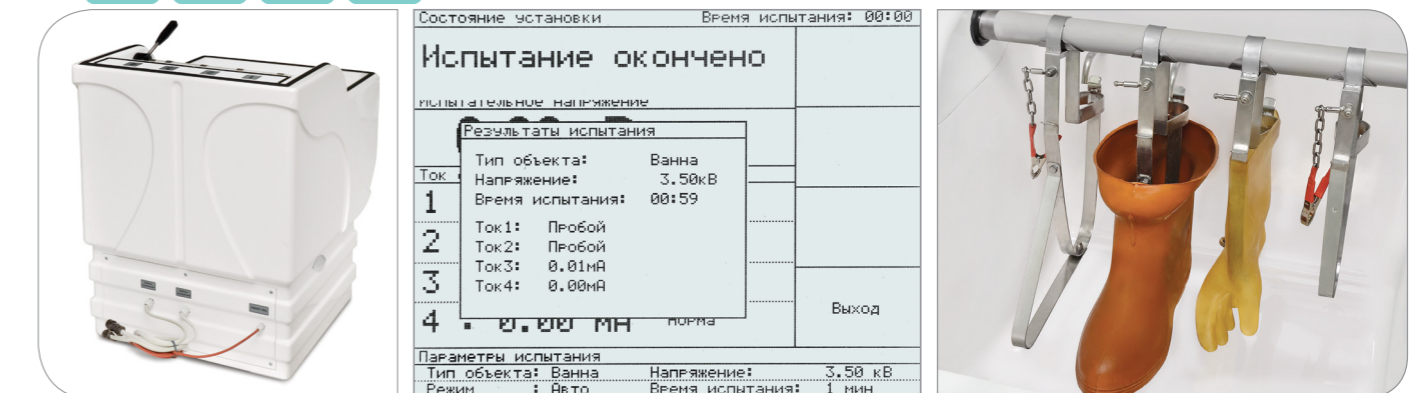 Состояние установки Время испытания: 00:00
Испытание окончено
Испытательное напряжение
Результаты испытания
Тип объекта: Ванна
Напряжение: 3.50кВ
Время испытания: 00:59
Ток1: Пробой
Ток2: Пробой
Ток3: 0.01мА
Ток4: 0.00мА
Ток
1
2
3
4 : 0.00 мА норма
Выход
Параметры испытания
Тип объекта: Ванна Напряжение: 3.50 кВ
Режим : Авто Время испытания: 1 мин